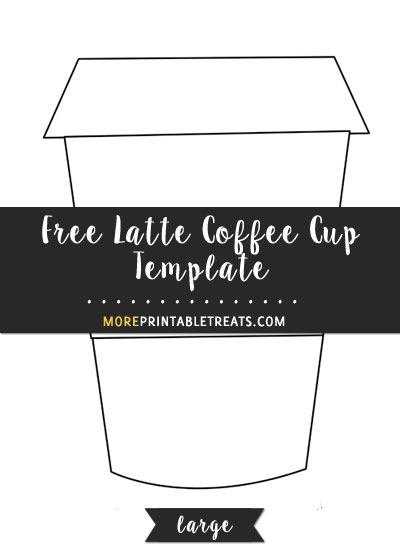 Free Latte Coffee Cup
Template
MOREPRINTABLETREATS.COM
large